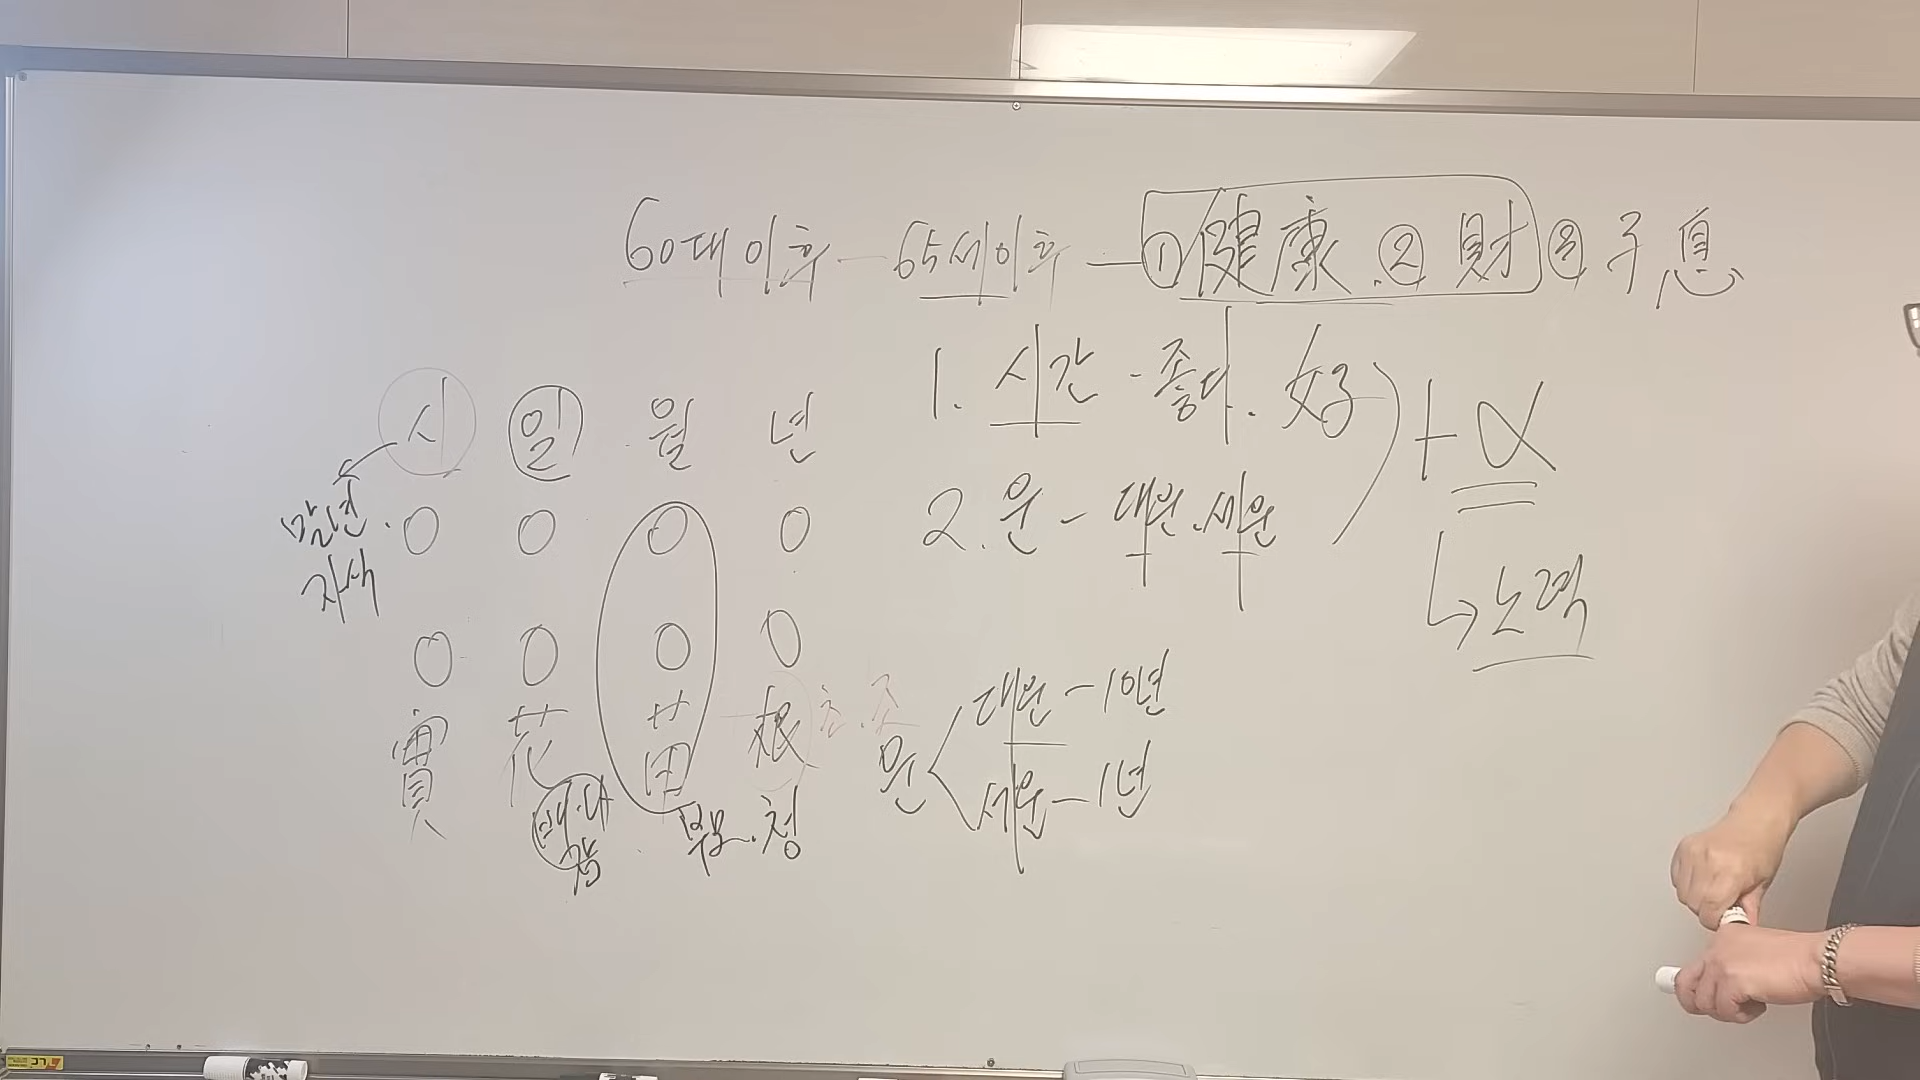 60대이후 - 65세이후 - ①健康.②財③子息
1. 시간 - 좋다. 好
2. 운 - 대운.세운
+α
↳노력
시 일 월 년
말년.
자식
○ ○ ○ ○
○ ○ ○ ○
實 花 苗 根 초.조
부모.청
운 < 대운 - 10년
세운 - 1년